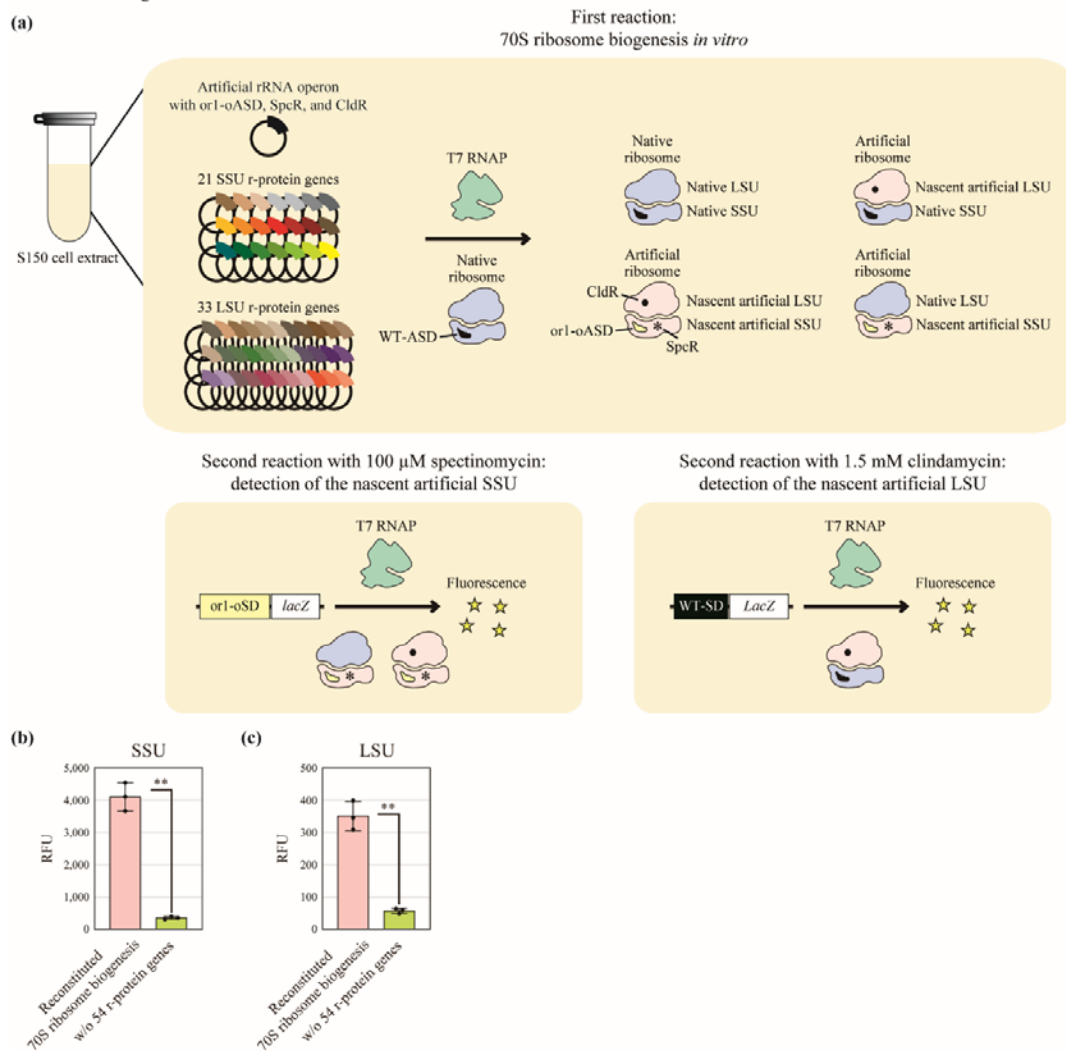 (a)
First reaction:
70S ribosome biogenesis in vitro
Artificial rRNA operon
with or1-oASD, SpcR, and CldR
21 SSU r-protein genes
33 LSU r-protein genes
S150 cell extract
T7 RNAP
Native
ribosome
WT-ASD
Native
ribosome
Native LSU
Native SSU
Artificial
ribosome
Nascent artificial LSU
Native SSU
Artificial
ribosome
CldR
Nascent artificial LSU
or1-oASD
*
Nascent artificial SSU
SpcR
Artificial
ribosome
Native LSU
*
Nascent artificial SSU
Second reaction with 100 µM spectinomycin:
detection of the nascent artificial SSU
T7 RNAP
or1-oSD
lacZ
Fluorescence
* *
Second reaction with 1.5 mM clindamycin:
detection of the nascent artificial LSU
T7 RNAP
WT-SD
LacZ
Fluorescence
(b)
SSU
RFU
5,000
4,000
3,000
2,000
1,000
0
**
Reconstituted
70S ribosome biogenesis
w/o 54 r-protein genes
(c)
LSU
RFU
500
400
300
200
100
0
**
Reconstituted
70S ribosome biogenesis
w/o 54 r-protein genes